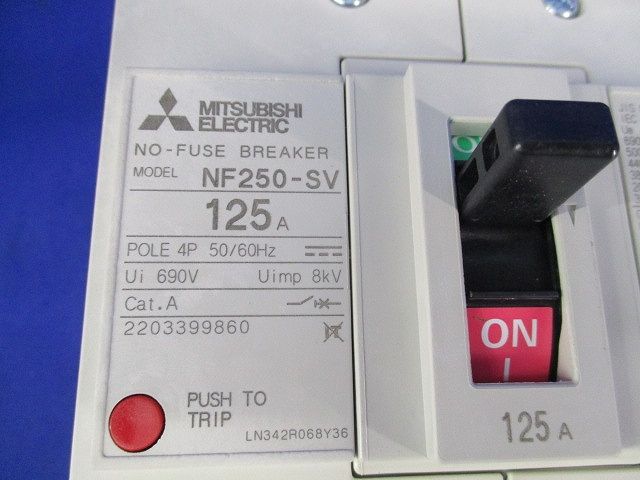 MITSUBISHI
ELECTRIC
NO-FUSE BREAKER
MODEL NF250-SV
125 A
POLE 4P 50/60Hz
Ui 690V Uimp 8kV
Cat.A
2203399860
PUSH TO
TRIP
LN342R068Y36
ON
I
125 A